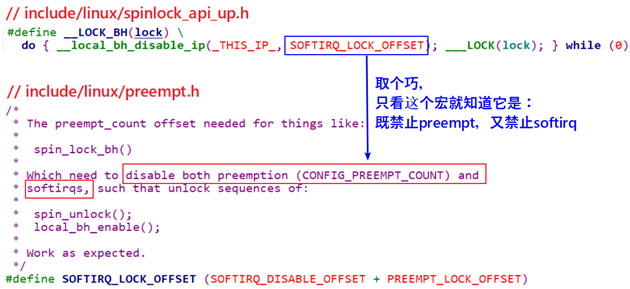 // include/linux/spinlock_api_up.h
#define __LOCK_BH(lock) \
do { __local_bh_disable_ip(_THIS_IP_, SOFTIRQ_LOCK_OFFSET); ___LOCK(lock); } while (0)
取个巧,
只看这个宏就知道它是：
既禁止preempt, 又禁止softirq
// include/linux/preempt.h
/*
* The preempt_count offset needed for things like:
*
* spin_lock_bh()
*
* Which need to disable both preemption (CONFIG_PREEMPT_COUNT) and
* softirqs, such that unlock sequences of:
*
* spin_unlock();
* local_bh_enable();
*
* Work as expected.
*/
#define SOFTIRQ_LOCK_OFFSET (SOFTIRQ_DISABLE_OFFSET + PREEMPT_LOCK_OFFSET)